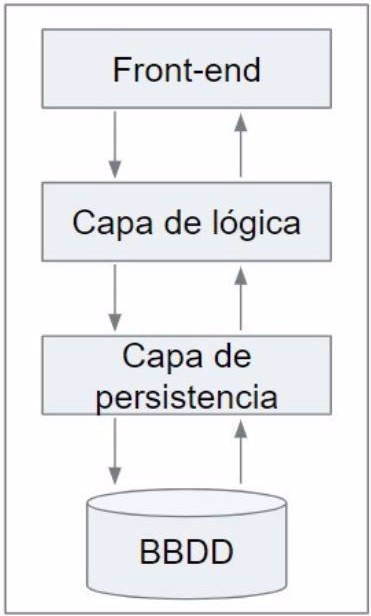 Front-end
Capa de lógica
Capa de
persistencia
BBDD